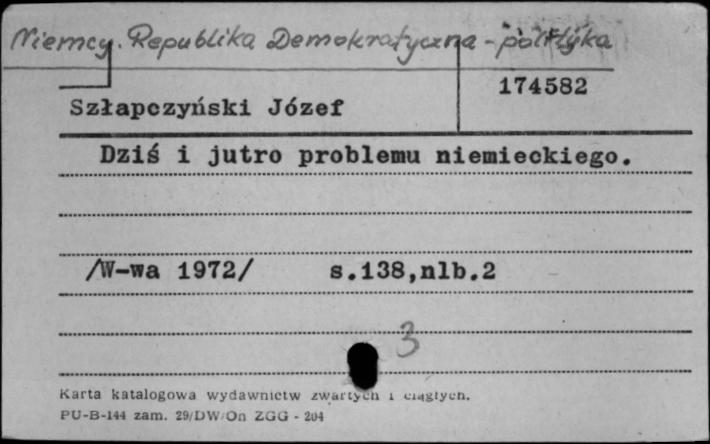 Niemcy. Republika Demokratyczna - polityka
174582
Szłapczyński Józef
Dziś i jutro problemu niemieckiego.
/W-wa 1972/ s.138,nlb.2
3
Karta katalogowa wydawnictw zwartych i ciągłych.
PU-B-144 zam. 29/DW/On ZGG - 204